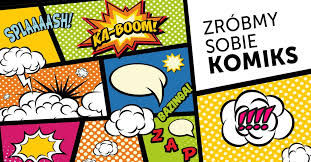 SPLAAAASH!
KA-BOOM!
BAZINGA!
ZAP
!!!!
ZRÓBMY
SOBIE
KOMIKS